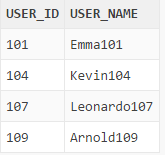 USER_ID USER_NAME
101 Emma101
104 Kevin104
107 Leonardo107
109 Arnold109